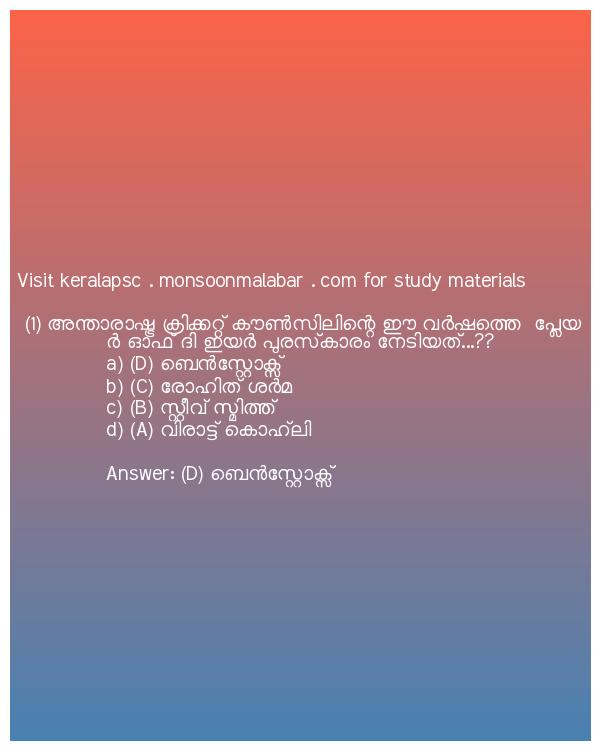 Visit keralapsc . monsoonmalabar . com for study materials
(1) അന്താരാഷ്ട്ര ക്രിക്കറ്റ് കൗൺസിലിന്റെ ഈ വർഷത്തെ പ്ലേയ
ർ ഓഫ് ദി ഇയർ പുരസ്കാരം നേടിയത്...??
a) (D) ബെൻസ്റ്റോക്സ്
b) (C) രോഹിത് ശർമ
c) (B) സ്റ്റീവ് സ്മിത്ത്
d) (A) വിരാട്ട് കൊഹ്ലി
Answer: (D) ബെൻസ്റ്റോക്സ്